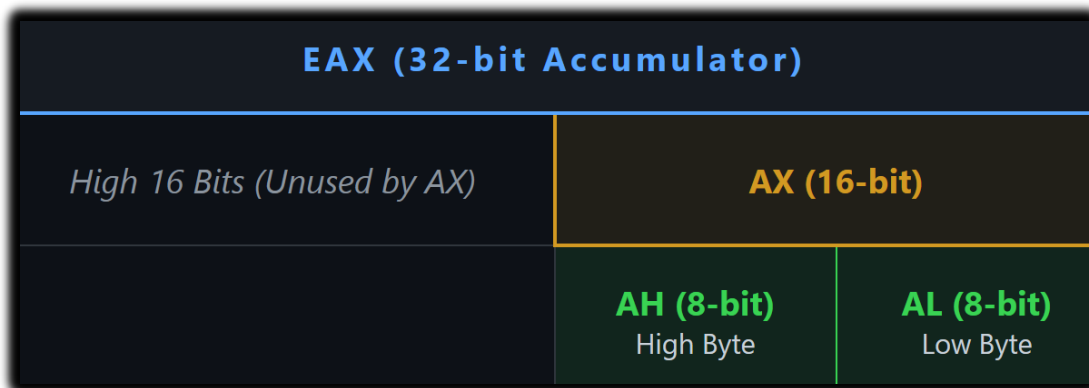 EAX (32-bit Accumulator)
High 16 Bits (Unused by AX)
AX (16-bit)
AH (8-bit)
High Byte
AL (8-bit)
Low Byte